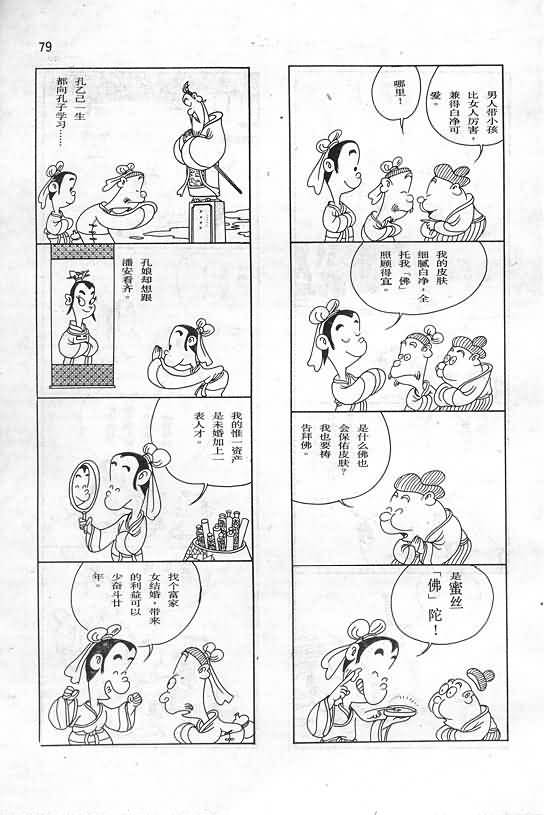 79
男人带小孩
比女人厉害，
兼得白净可
爱。
哪里！
我的皮肤
细腻白净，全
托我「佛」
照顾得宜。
是什么佛也
会保佑皮肤？
我也要祷
告拜佛。
是蜜丝
「佛」陀！
孔乙己一生
都向孔子学习……
孔娘却想跟
潘安看齐。
我的惟一资产
是未婚加上一
表人才。
找个富家
女结婚，带来
的利益可以
少奋斗廿
年。